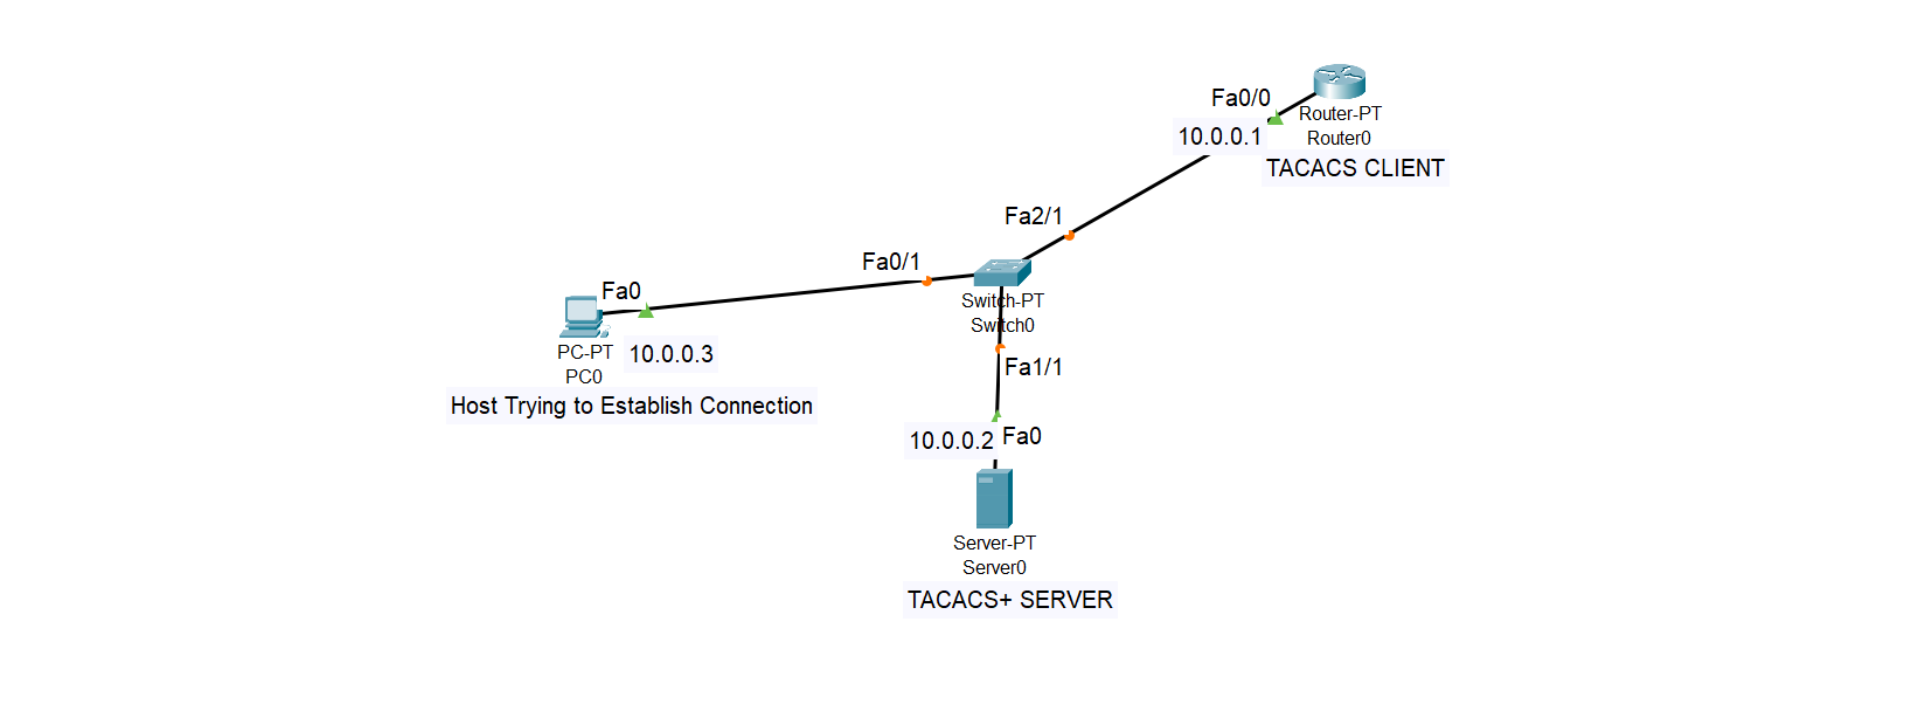 Fa0/0
10.0.0.1
Router-PT
Router0
TACACS CLIENT
Fa2/1
Fa0/1
Switch-PT
Switch0
Fa0
PC-PT
PC0
10.0.0.3
Host Trying to Establish Connection
Fa1/1
10.0.0.2
Fa0
Server-PT
Server0
TACACS+ SERVER